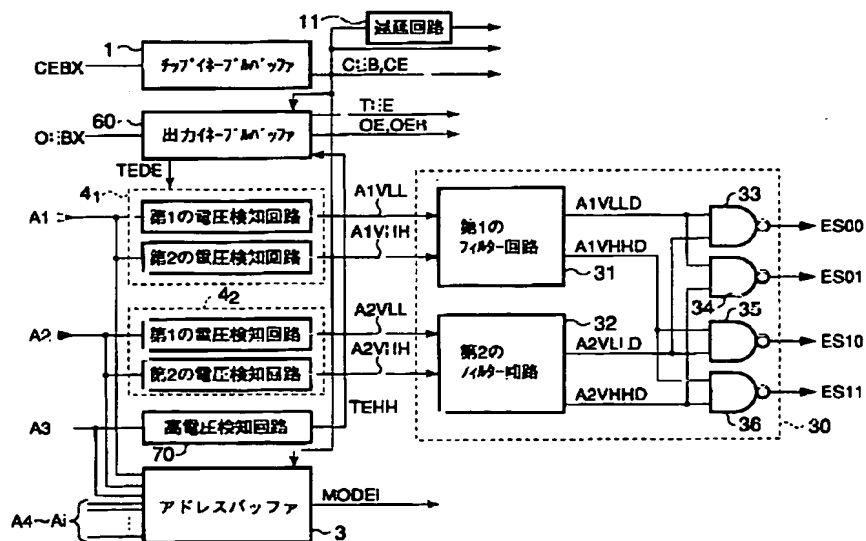 11
遅延回路
1
CEBX
チップイネーブルバッファ
CEB,CE
60
OEBX
出力イネーブルバッファ
TEE
OE,OEB
TEDE
41
A1
第1の電圧検知回路
第2の電圧検知回路
A1VLL
A1VHH
42
A2
第1の電圧検知回路
第2の電圧検知回路
A2VLL
A2VHH
TEHH
A3
高電圧検知回路
70
A4~Ai
アドレスバッファ
MODEi
3
第1の
フィルター回路
31
32
第2の
フィルター回路
A1VLLD
A1VHHD
A2VLLD
A2VHHD
33
ES00
34
ES01
35
ES10
36
ES11
30